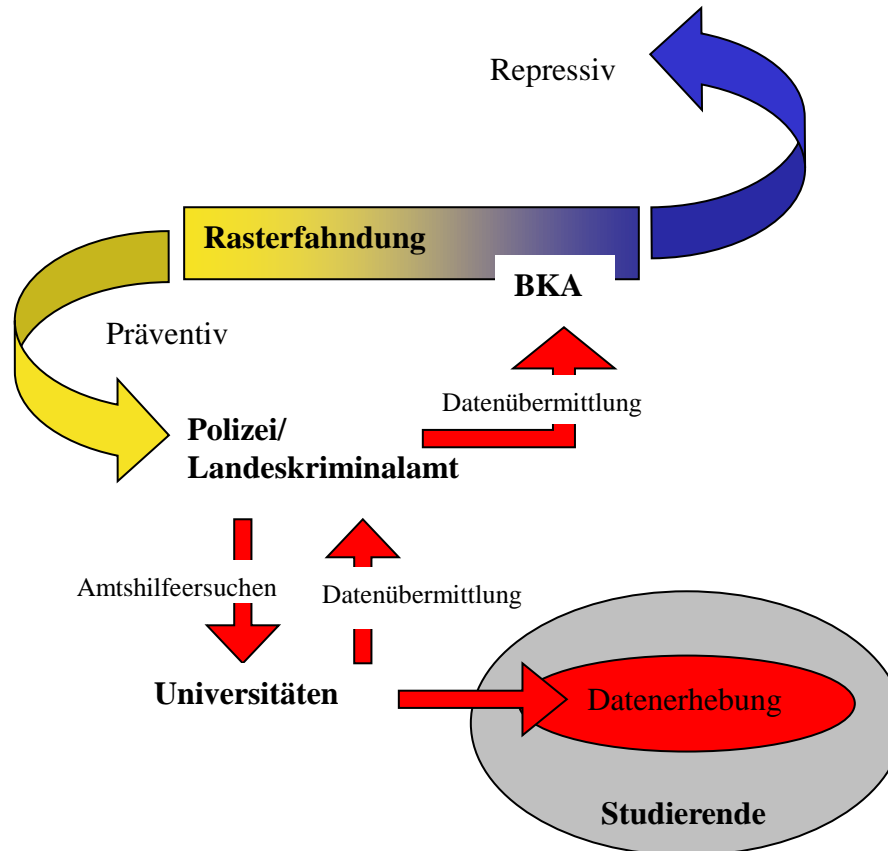 Repressiv
Rasterfahndung
BKA
Präventiv
Datenübermittlung
Polizei/
Landeskriminalamt
Amtshilfeersuchen
Datenübermittlung
Universitäten
Datenerhebung
Studierende